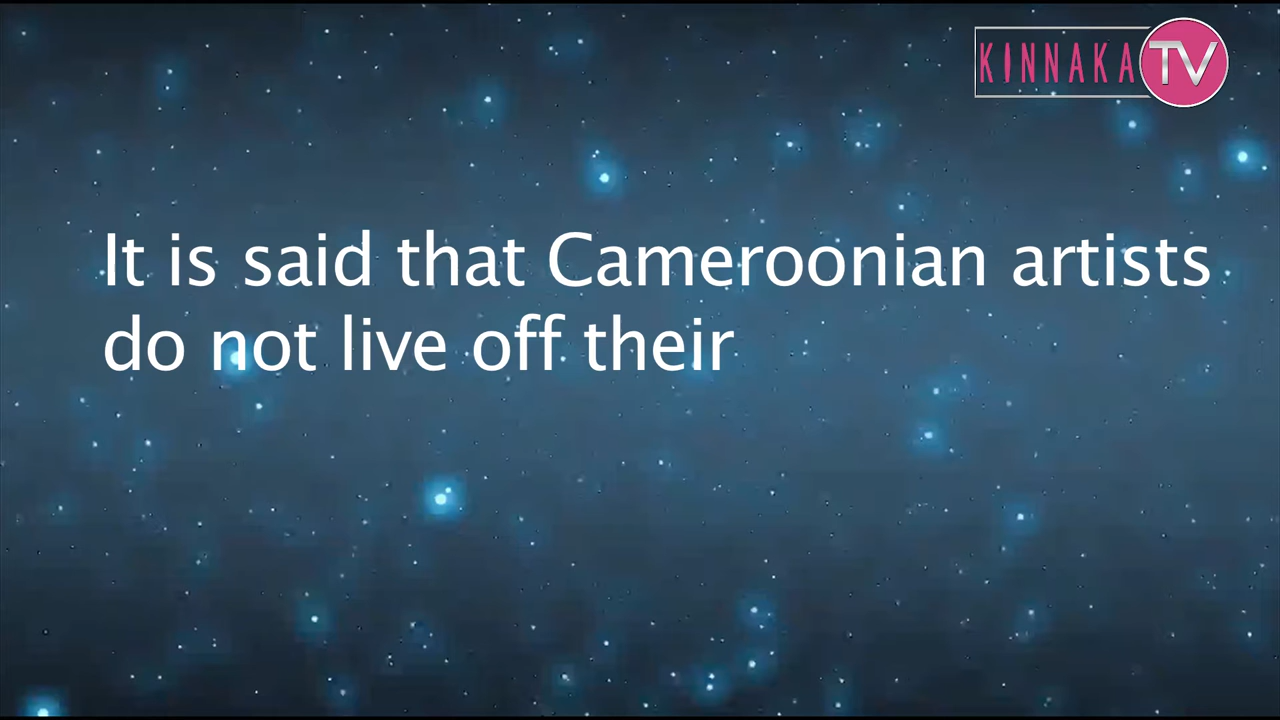 KINNAKA TV
It is said that Cameroonian artists
do not live off their